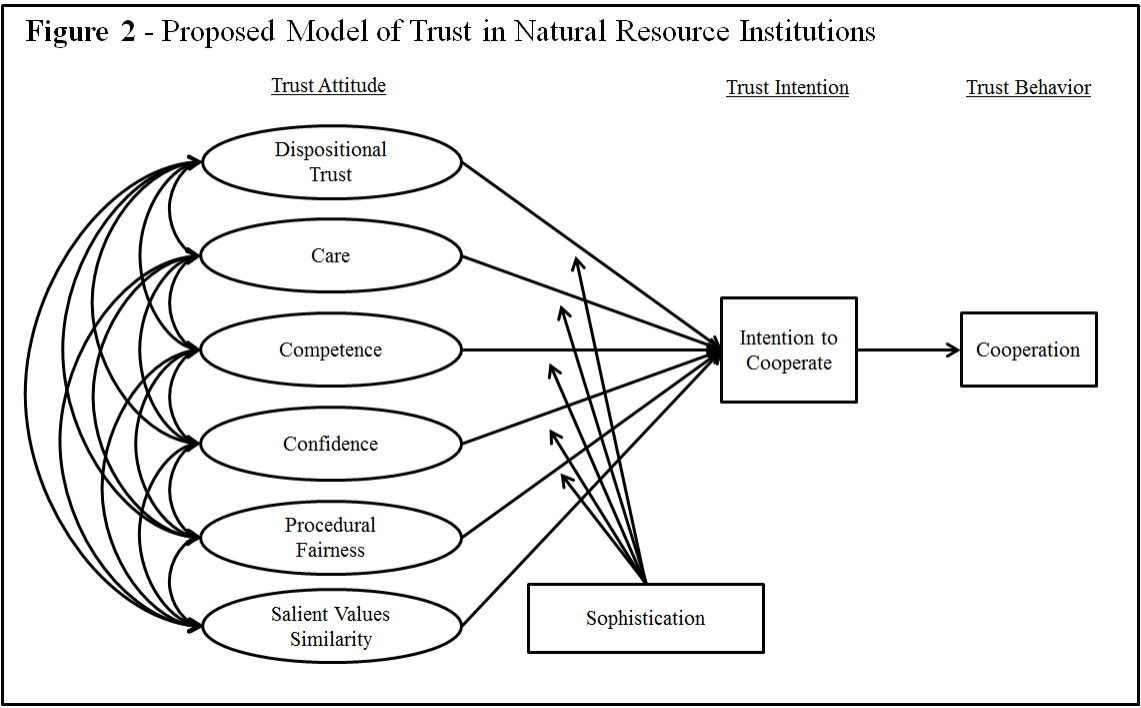 Figure 2 - Proposed Model of Trust in Natural Resource Institutions
Trust Attitude
Trust Intention
Trust Behavior
Dispositional
Trust
Care
Competence
Confidence
Procedural
Fairness
Salient Values
Similarity
Intention to
Cooperate
Cooperation
Sophistication